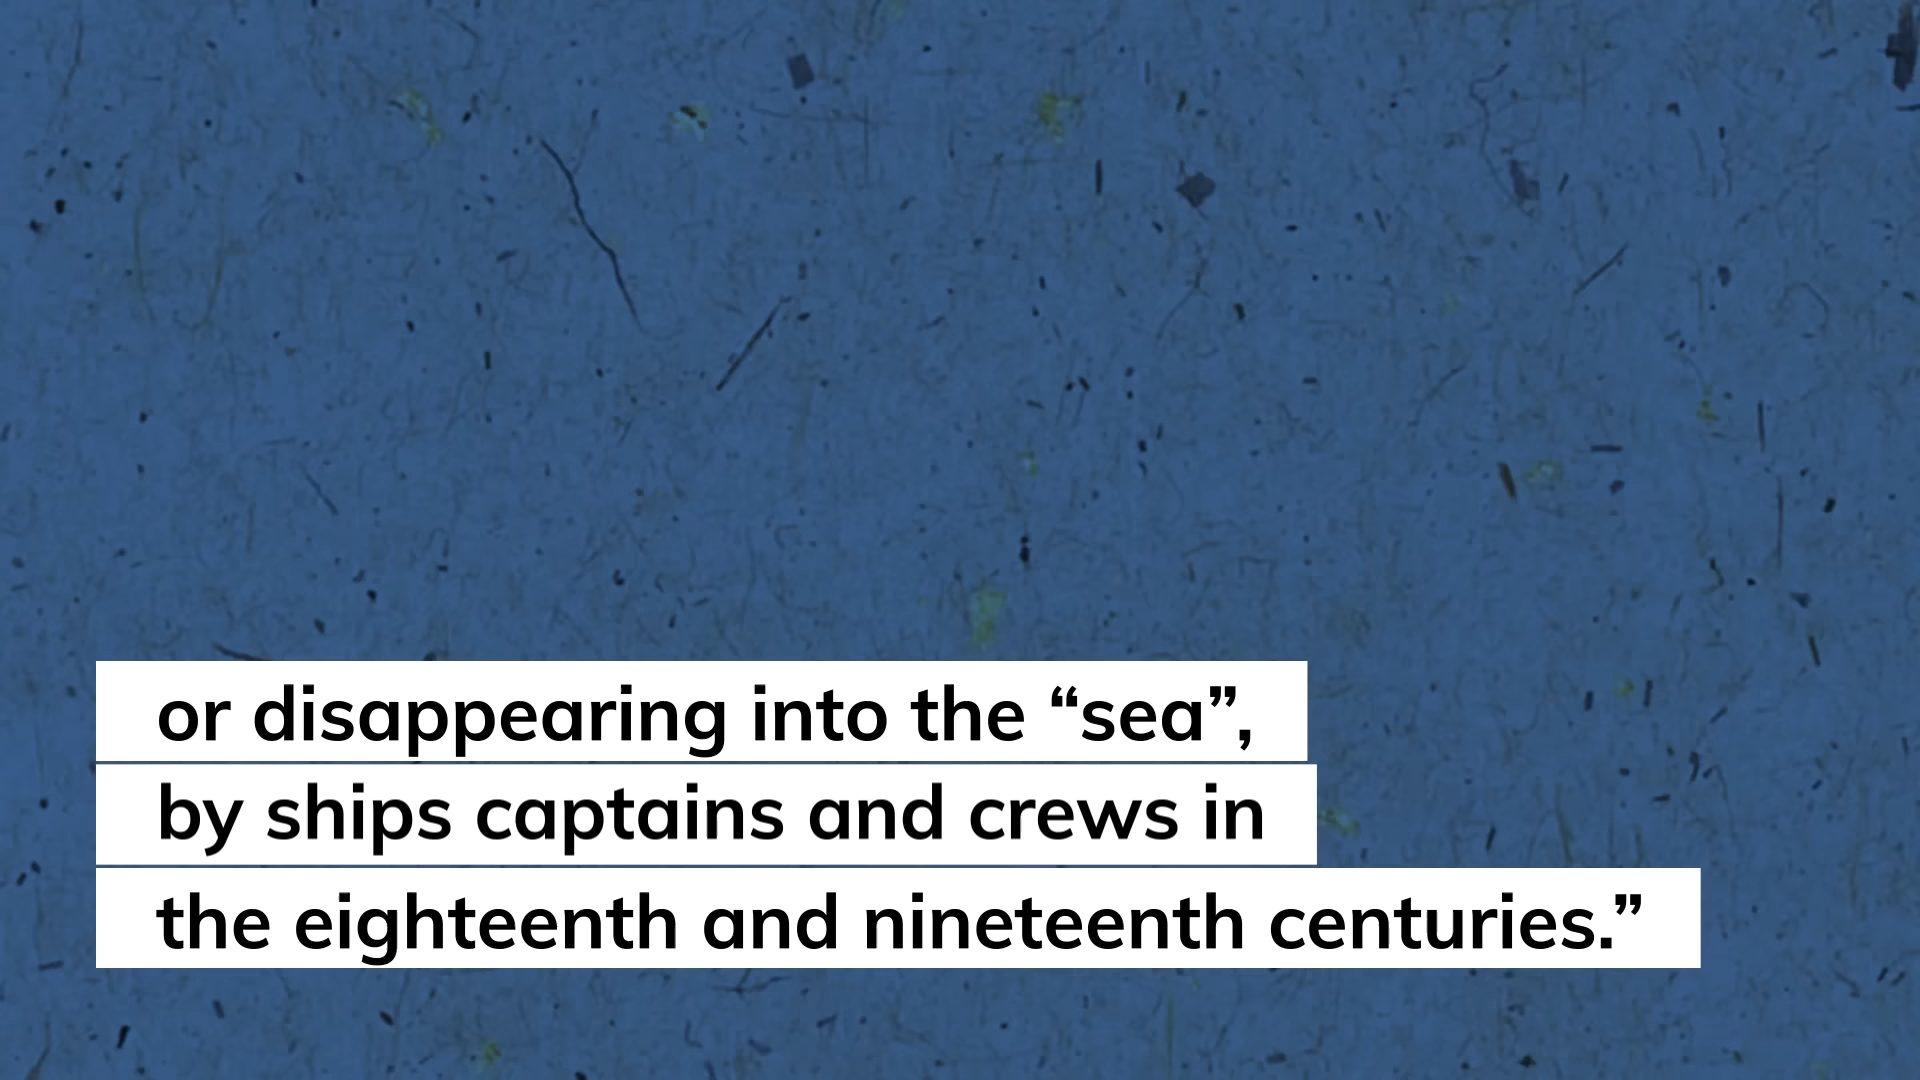 or disappearing into the “sea”,
by ships captains and crews in
the eighteenth and nineteenth centuries.”